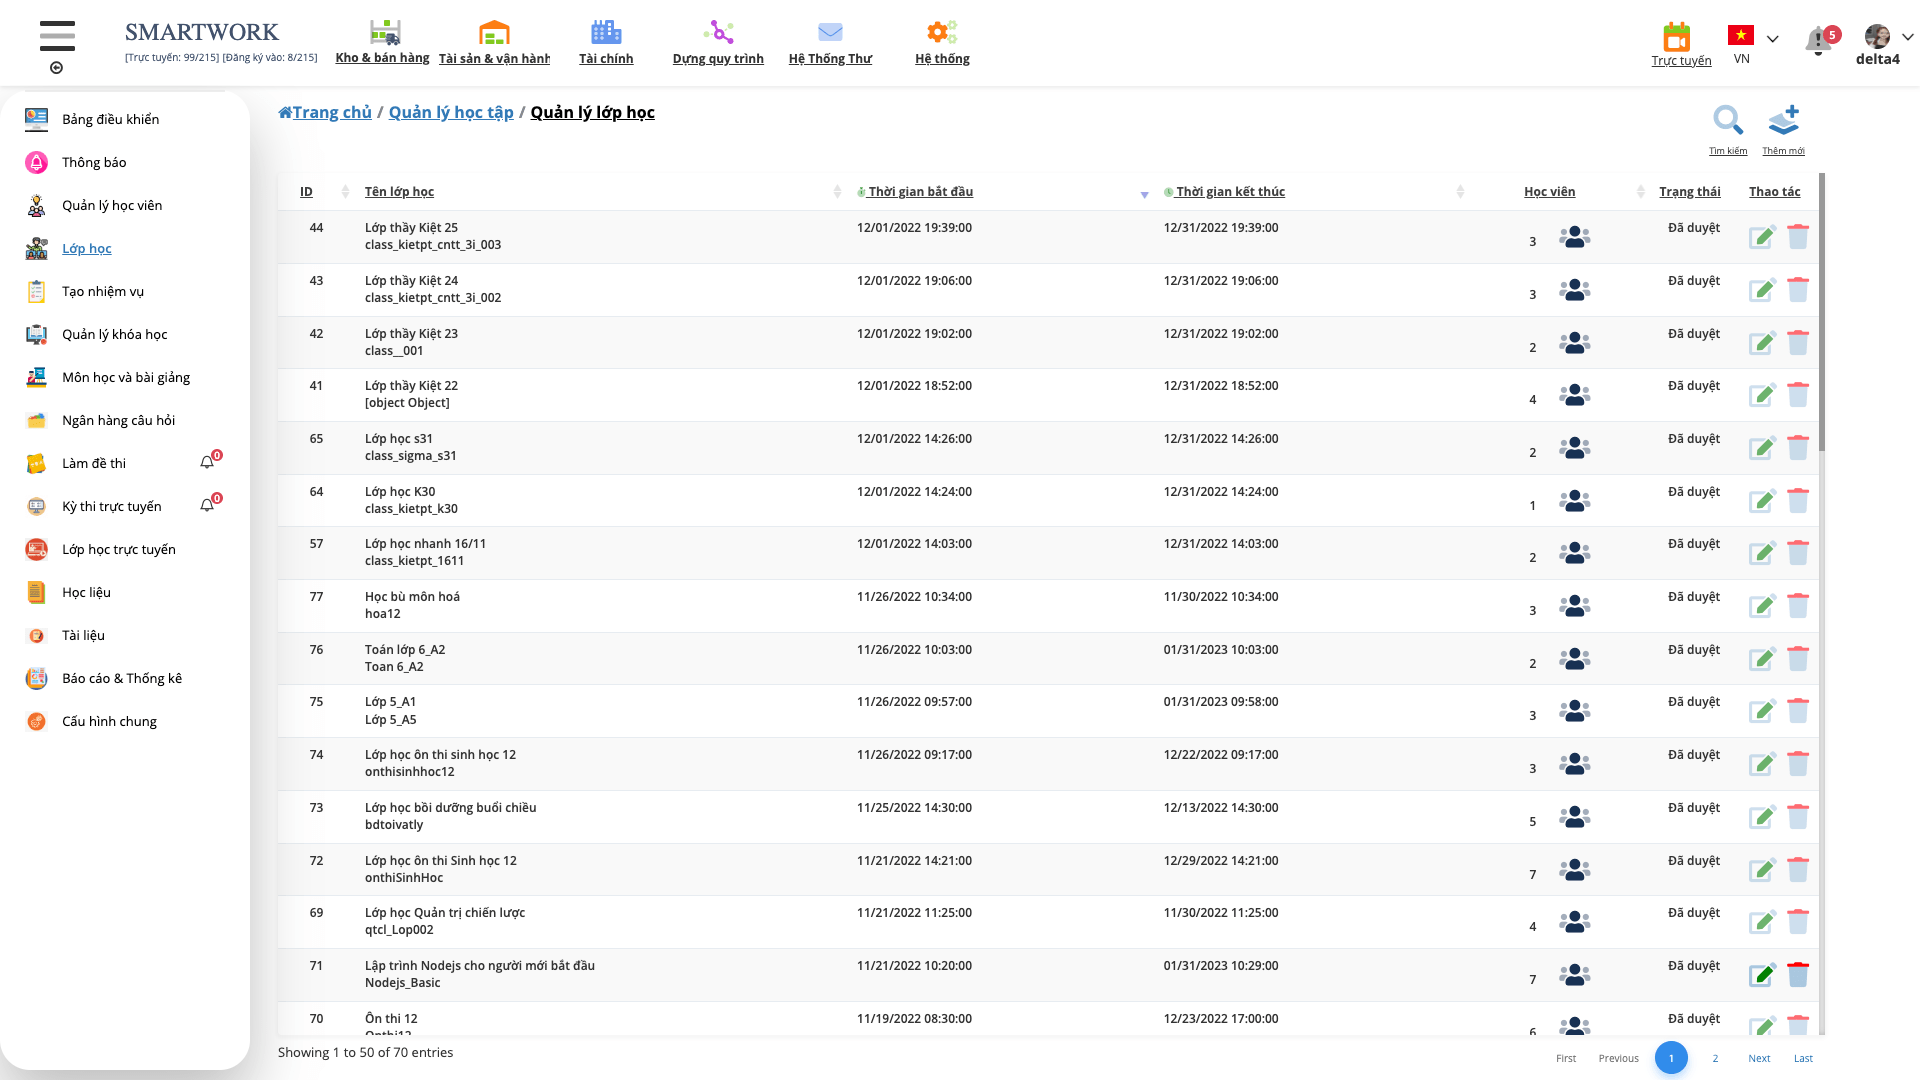 SMARTWORK
[Trực tuyến: 99/215] [Đăng ký vào: 8/215]
Kho & bán hàng
Tài sản & vận hành
Tài chính
Dựng quy trình
Hệ Thống Thư
Hệ thống
Trực tuyến
VN
5
delta4
Bảng điều khiển
Thông báo
Quản lý học viên
Lớp học
Tạo nhiệm vụ
Quản lý khóa học
Môn học và bài giảng
Ngân hàng câu hỏi
Làm đề thi 0
Kỳ thi trực tuyến 0
Lớp học trực tuyến
Học liệu
Tài liệu
Báo cáo & Thống kê
Cấu hình chung
Trang chủ / Quản lý học tập / Quản lý lớp học
Tìm kiếm
Thêm mới
ID Tên lớp học Thời gian bắt đầu Thời gian kết thúc Học viên Trạng thái Thao tác
44 Lớp thầy Kiệt 25 12/01/2022 19:39:00 12/31/2022 19:39:00 Đã duyệt
class_kietpt_cntt_3i_003 3
43 Lớp thầy Kiệt 24 12/01/2022 19:06:00 12/31/2022 19:06:00 Đã duyệt
class_kietpt_cntt_3i_002 3
42 Lớp thầy Kiệt 23 12/01/2022 19:02:00 12/31/2022 19:02:00 Đã duyệt
class__001 2
41 Lớp thầy Kiệt 22 12/01/2022 18:52:00 12/31/2022 18:52:00 Đã duyệt
[object Object] 4
65 Lớp học s31 12/01/2022 14:26:00 12/31/2022 14:26:00 Đã duyệt
class_sigma_s31 2
64 Lớp học K30 12/01/2022 14:24:00 12/31/2022 14:24:00 Đã duyệt
class_kietpt_k30 1
57 Lớp học nhanh 16/11 12/01/2022 14:03:00 12/31/2022 14:03:00 Đã duyệt
class_kietpt_1611 2
77 Học bù môn hoá 11/26/2022 10:34:00 11/30/2022 10:34:00 Đã duyệt
hoa12 3
76 Toán lớp 6_A2 11/26/2022 10:03:00 01/31/2023 10:03:00 Đã duyệt
Toan 6_A2 2
75 Lớp 5_A1 11/26/2022 09:57:00 01/31/2023 09:58:00 Đã duyệt
Lớp 5_A5 3
74 Lớp học ôn thi sinh học 12 11/26/2022 09:17:00 12/22/2022 09:17:00 Đã duyệt
onthisinhhoc12 3
73 Lớp học bồi dưỡng buổi chiều 11/25/2022 14:30:00 12/13/2022 14:30:00 Đã duyệt
bdtoivatly 5
72 Lớp học ôn thi Sinh học 12 11/21/2022 14:21:00 12/29/2022 14:21:00 Đã duyệt
onthiSinhHoc 7
69 Lớp học Quản trị chiến lược 11/21/2022 11:25:00 11/30/2022 11:25:00 Đã duyệt
qtcl_Lop002 4
71 Lập trình Nodejs cho người mới bắt đầu 11/21/2022 10:20:00 01/31/2023 10:29:00 Đã duyệt
Nodejs_Basic 7
70 Ôn thi 12 11/19/2022 08:30:00 12/23/2022 17:00:00 Đã duyệt
Onthi12 6
Showing 1 to 50 of 70 entries
First Previous 1 2 Next Last